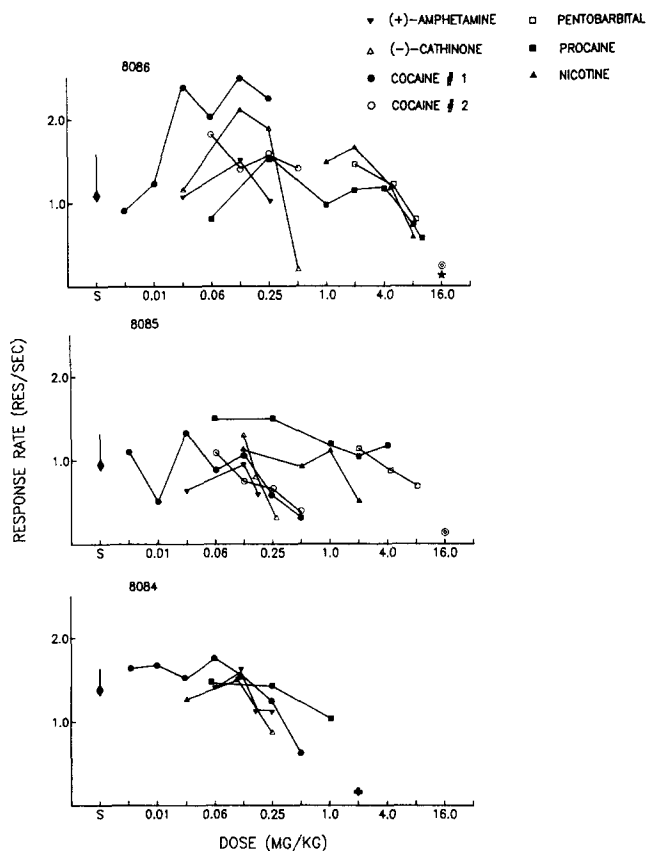 (+)-AMPHETAMINE
(-)-CATHINONE
COCAINE # 1
COCAINE # 2
PENTOBARBITAL
PROCAINE
NICOTINE
8086
2.0
1.0
S 0.01 0.06 0.25 1.0 4.0 16.0
8085
RESPONSE RATE (RES/SEC)
2.0
1.0
S 0.01 0.06 0.25 1.0 4.0 16.0
8084
2.0
1.0
S 0.01 0.06 0.25 1.0 4.0 16.0
DOSE (MG/KG)